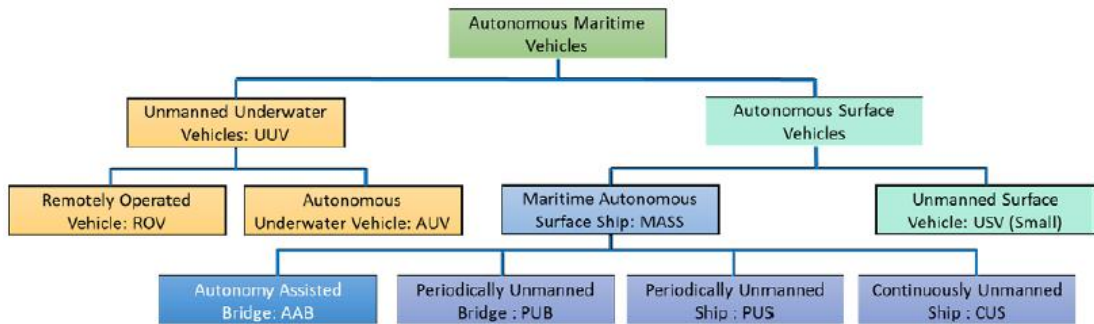 Autonomous Maritime
Vehicles
Unmanned Underwater
Vehicles: UUV
Autonomous Surface
Vehicles
Remotely Operated
Vehicle: ROV
Autonomous
Underwater Vehicle: AUV
Maritime Autonomous
Surface Ship: MASS
Unmanned Surface
Vehicle: USV (Small)
Autonomy Assisted
Bridge: AAB
Periodically Unmanned
Bridge : PUB
Periodically Unmanned
Ship : PUS
Continuously Unmanned
Ship : CUS